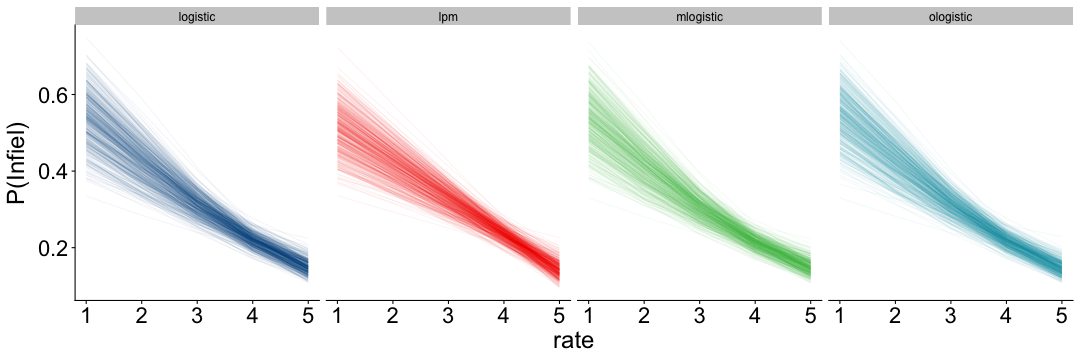 logistic lpm mlogistic ologistic
P(Infiel)
0.6
0.4
0.2
1 2 3 4 5 1 2 3 4 5 1 2 3 4 5 1 2 3 4 5
rate